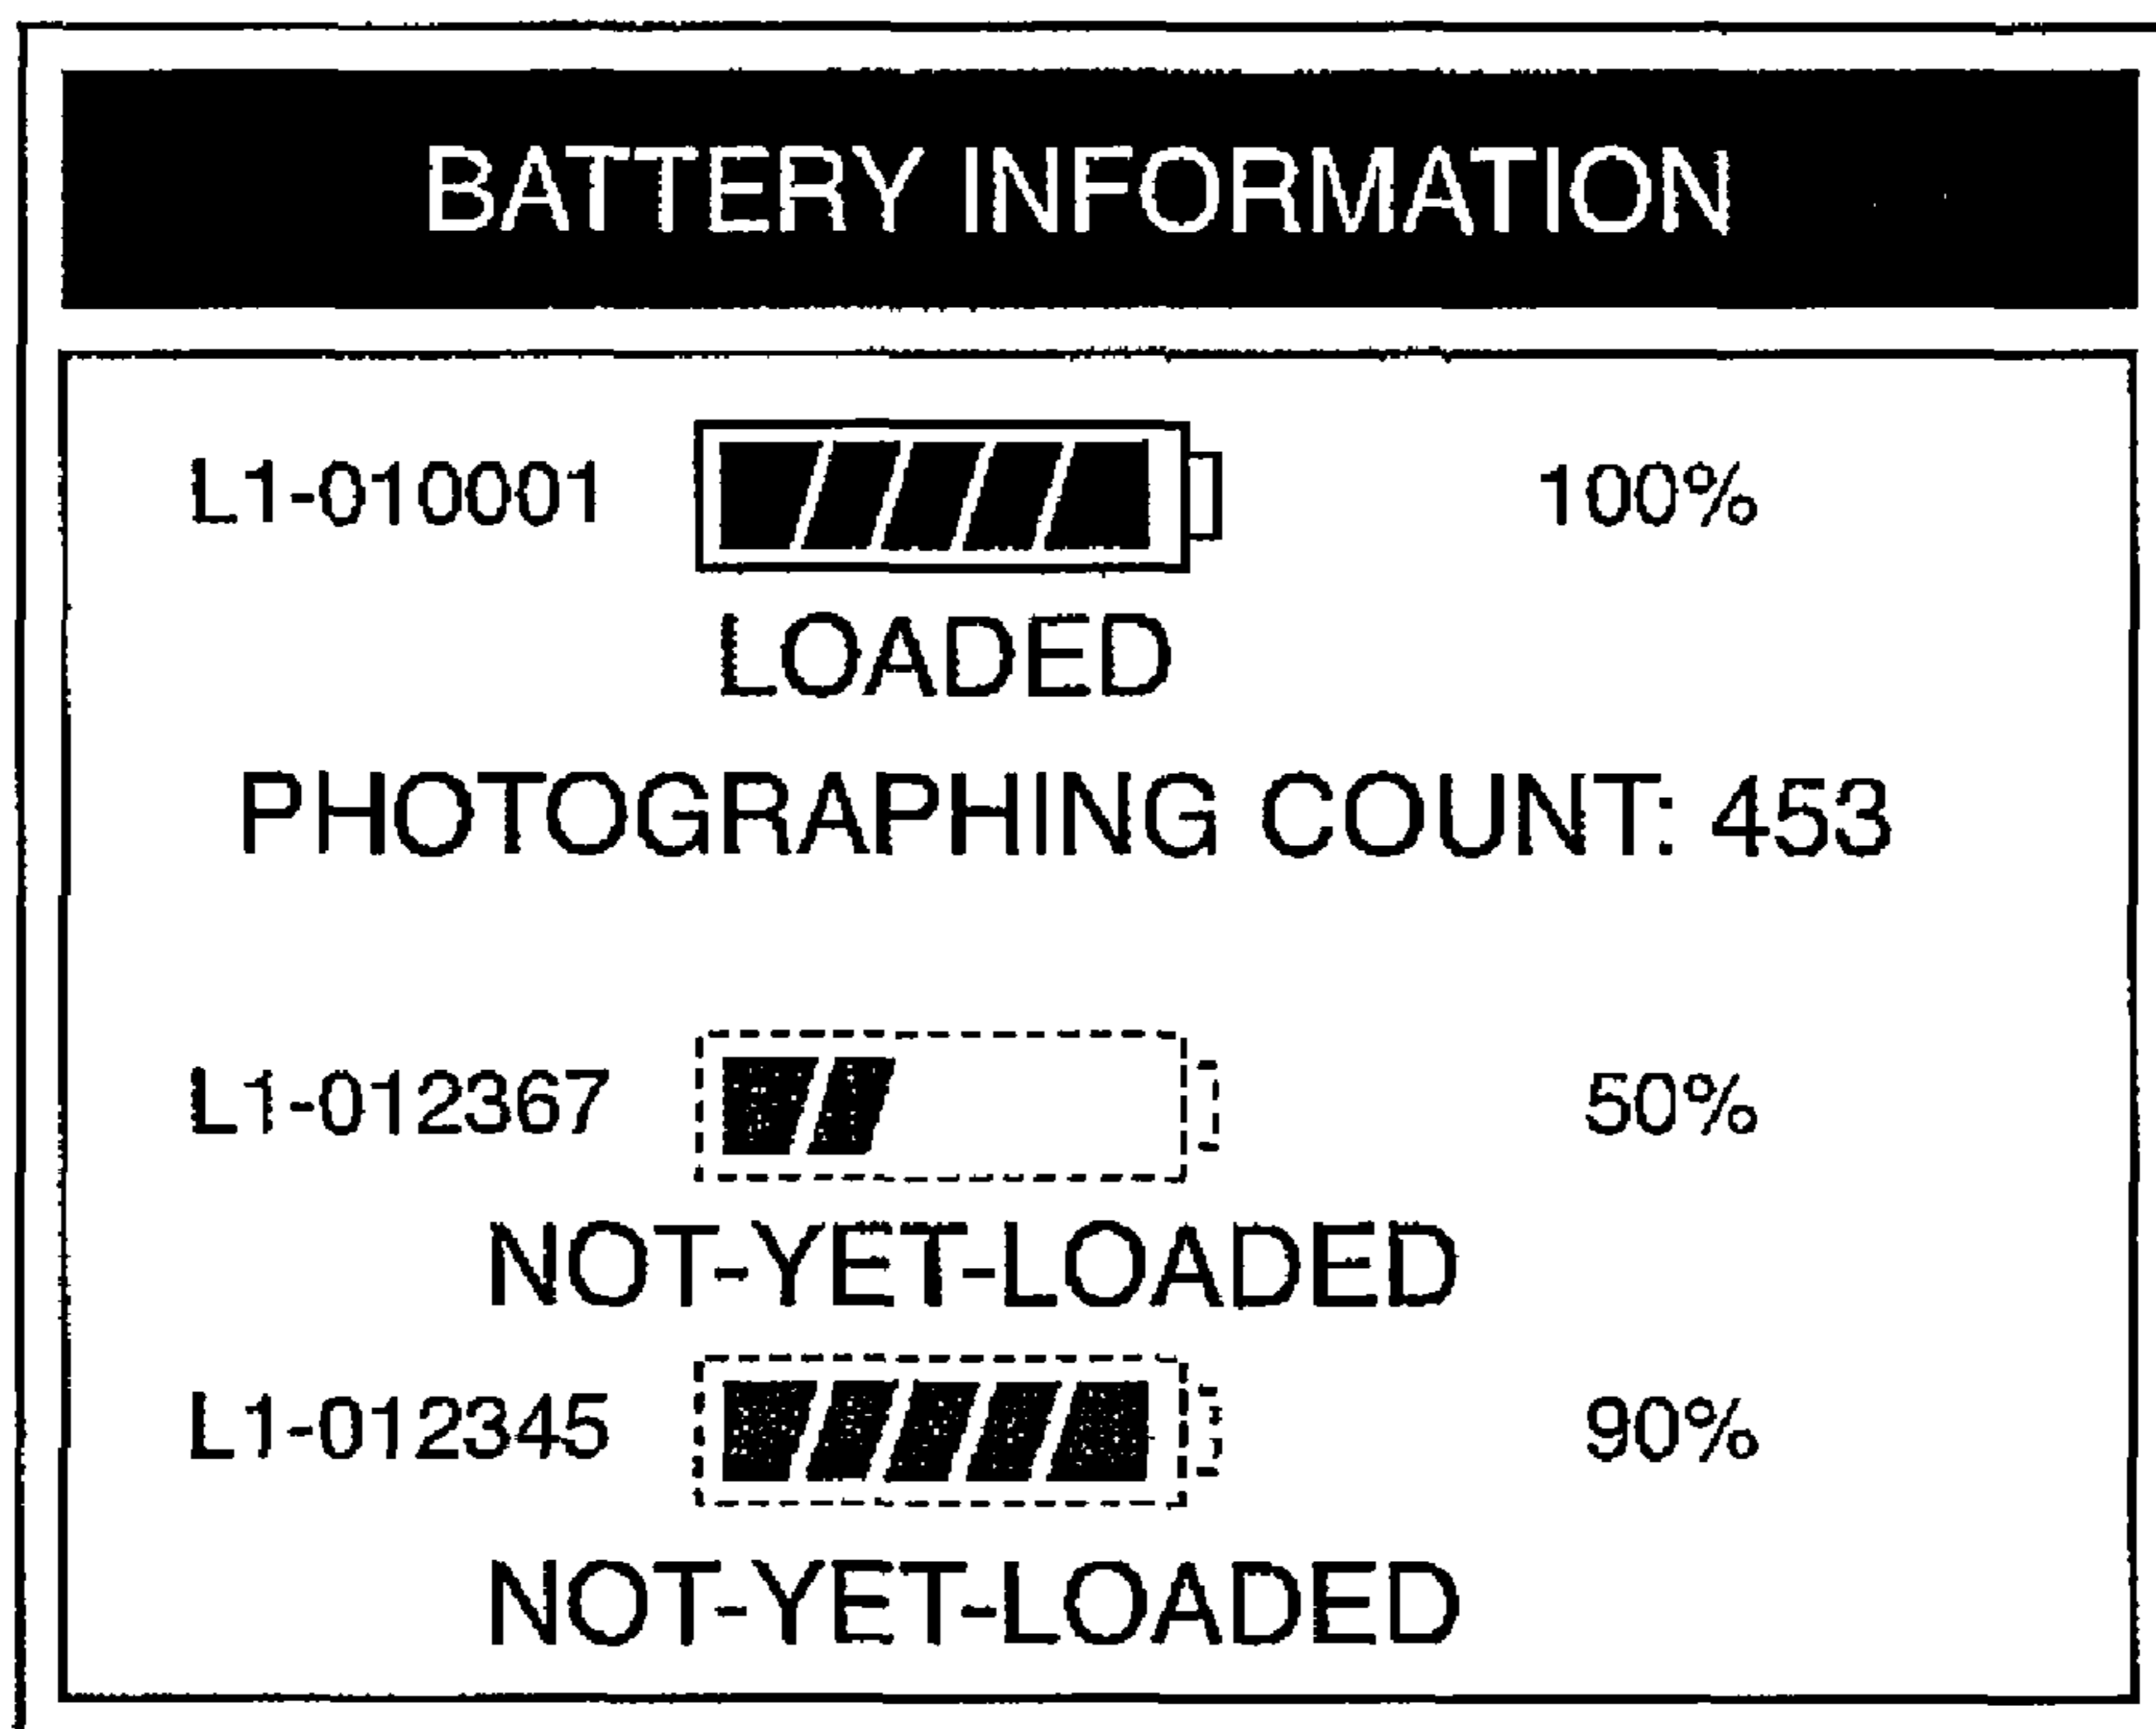 BATTERY INFORMATION
L1-010001 100%
LOADED
PHOTOGRAPHING COUNT: 453
L1-012367 50%
NOT-YET-LOADED
L1-012345 90%
NOT-YET-LOADED